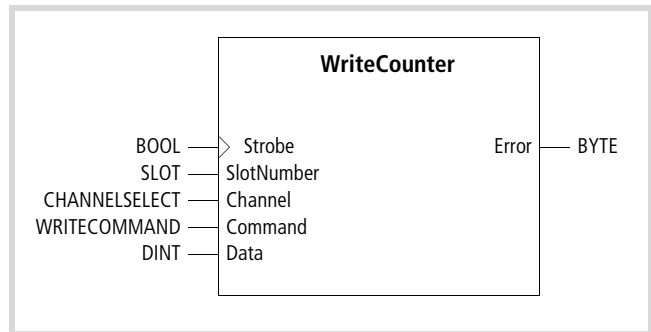 WriteCounter
BOOL Strobe Error BYTE
SLOT SlotNumber
CHANNELSELECT Channel
WRITECOMMAND Command
DINT Data